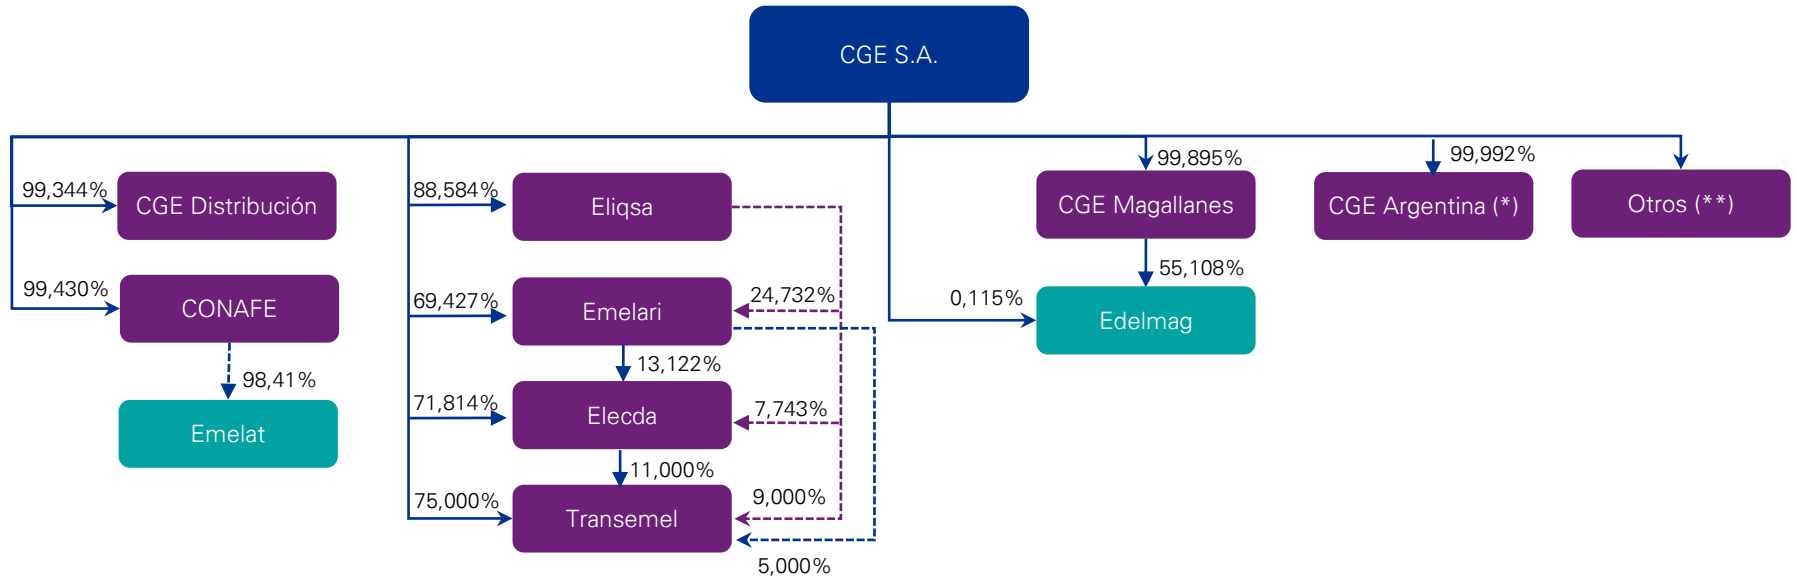 CGE S.A.
99,344%
CGE Distribución
88,584%
Eliqsa
99,895%
CGE Magallanes
99,992%
CGE Argentina (*)
Otros (**)
99,430%
CONAFE
69,427%
Emelari
24,732%
0,115%
55,108%
Edelmag
98,41%
Emelat
13,122%
71,814%
Elecda
7,743%
11,000%
75,000%
Transemel
9,000%
5,000%